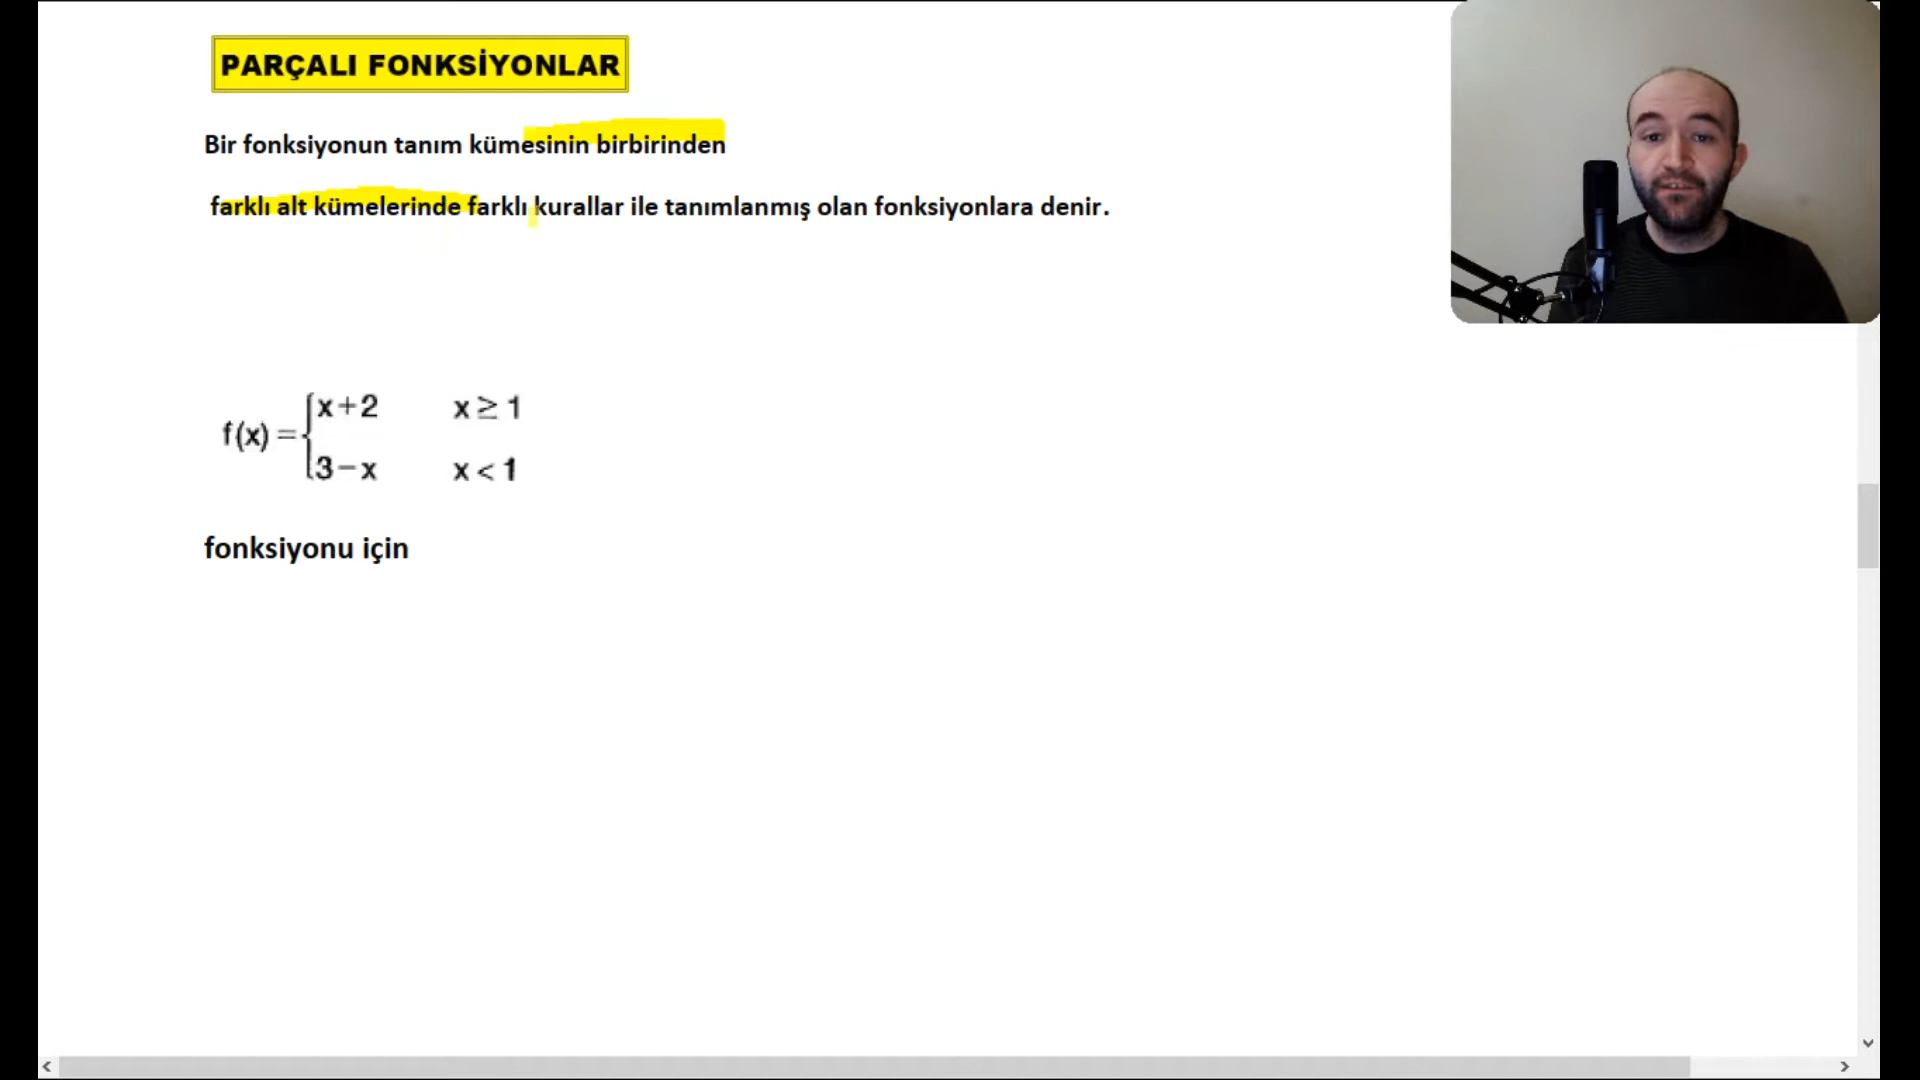 PARÇALI FONKSİYONLAR
Bir fonksiyonun tanım kümesinin birbirinden
farklı alt kümelerinde farklı kurallar ile tanımlanmış olan fonksiyonlara denir.
x+2 x ≥ 1
f(x) =
3−x x < 1
fonksiyonu için